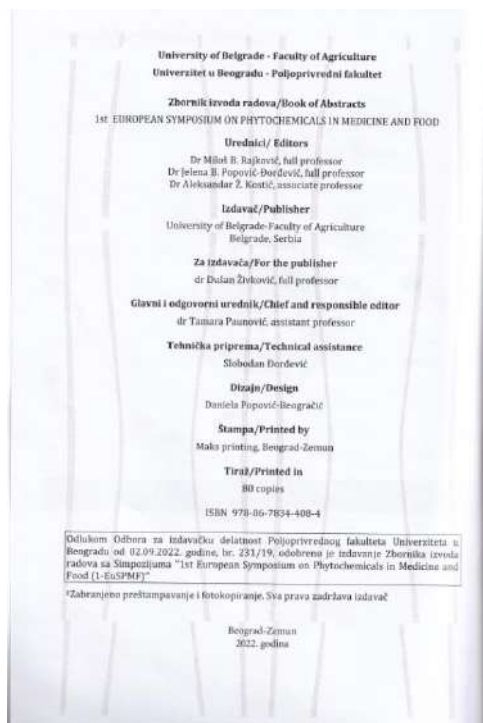 University of Belgrade - Faculty of Agriculture
Univerzitet u Beogradu - Poljoprivredni fakultet
Zbornik izvoda radova/Book of Abstracts
1st EUROPEAN SYMPOSIUM ON PHYTOCHEMICALS IN MEDICINE AND FOOD
Urednici/ Editors
Dr Miloš B. Rajković, full professor
Dr Jelena B. Popović-Đorđević, full professor
Dr Aleksandar Ž. Kostić, associate professor
Izdavač/Publisher
University of Belgrade-Faculty of Agriculture
Belgrade, Serbia
Za izdavača/For the publisher
dr Dušan Živković, full professor
Glavni i odgovorni urednik/Chief and responsible editor
dr Tamara Paunović, assistant professor
Tehnička priprema/Technical assistance
Slobodan Đorđević
Dizajn/Design
Daniela Popović-Beogračić
Štampa/Printed by
Maks printing, Beograd-Zemun
Tiraž/Printed in
80 copies
ISBN 978-86-7834-408-4
Odlukom Odbora za izdavačku delatnost Poljoprivrednog fakulteta Univerziteta u
Beogradu od 02.09.2022. godine, br. 231/19, odobreno je izdavanje Zbornika izvoda
radova sa Simpozijuma "1st European Symposium on Phytochemicals in Medicine and
Food (1-EuSPMF)"
Zabranjeno preštampavanje i fotokopiranje. Sva prava zadržava izdavač
Beograd-Zemun
2022. godina